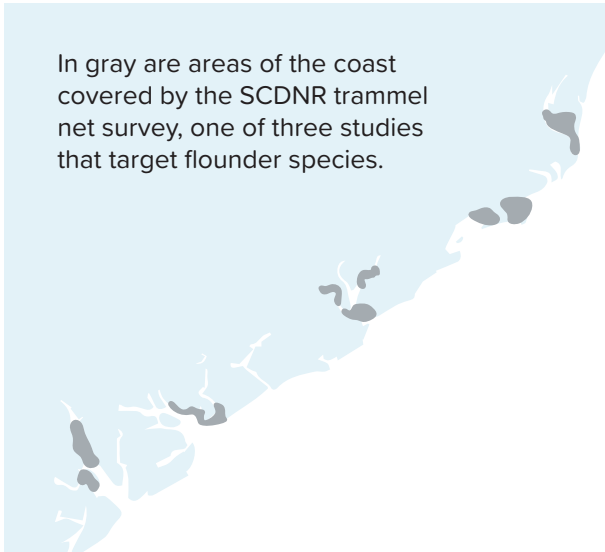 In gray are areas of the coast
covered by the SCDNR trammel
net survey, one of three studies
that target flounder species.